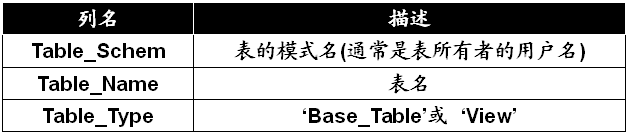 列名 描述
Table_Schem 表的模式名(通常是表所有者的用户名)
Table_Name 表名
Table_Type ‘Base_Table’或 ‘View’